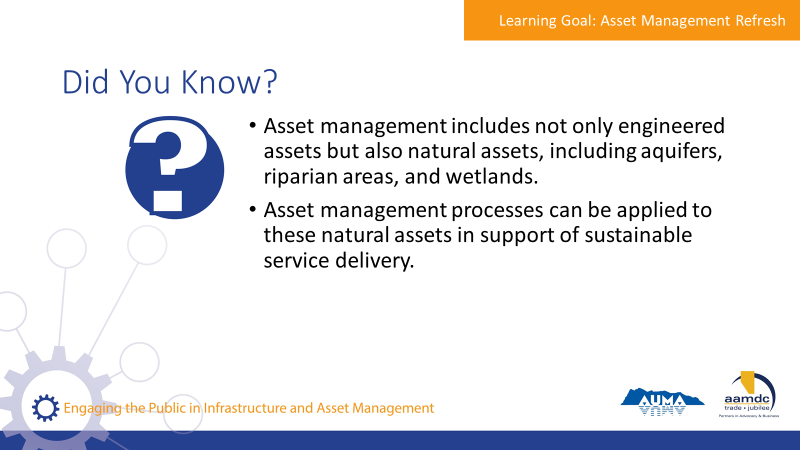 Learning Goal: Asset Management Refresh
Did You Know?
?
• Asset management includes not only engineered
assets but also natural assets, including aquifers,
riparian areas, and wetlands.
• Asset management processes can be applied to
these natural assets in support of sustainable
service delivery.
Engaging the Public in Infrastructure and Asset Management
AUMA
aamdc
trade • jubilee
Partners in Advocacy & Business